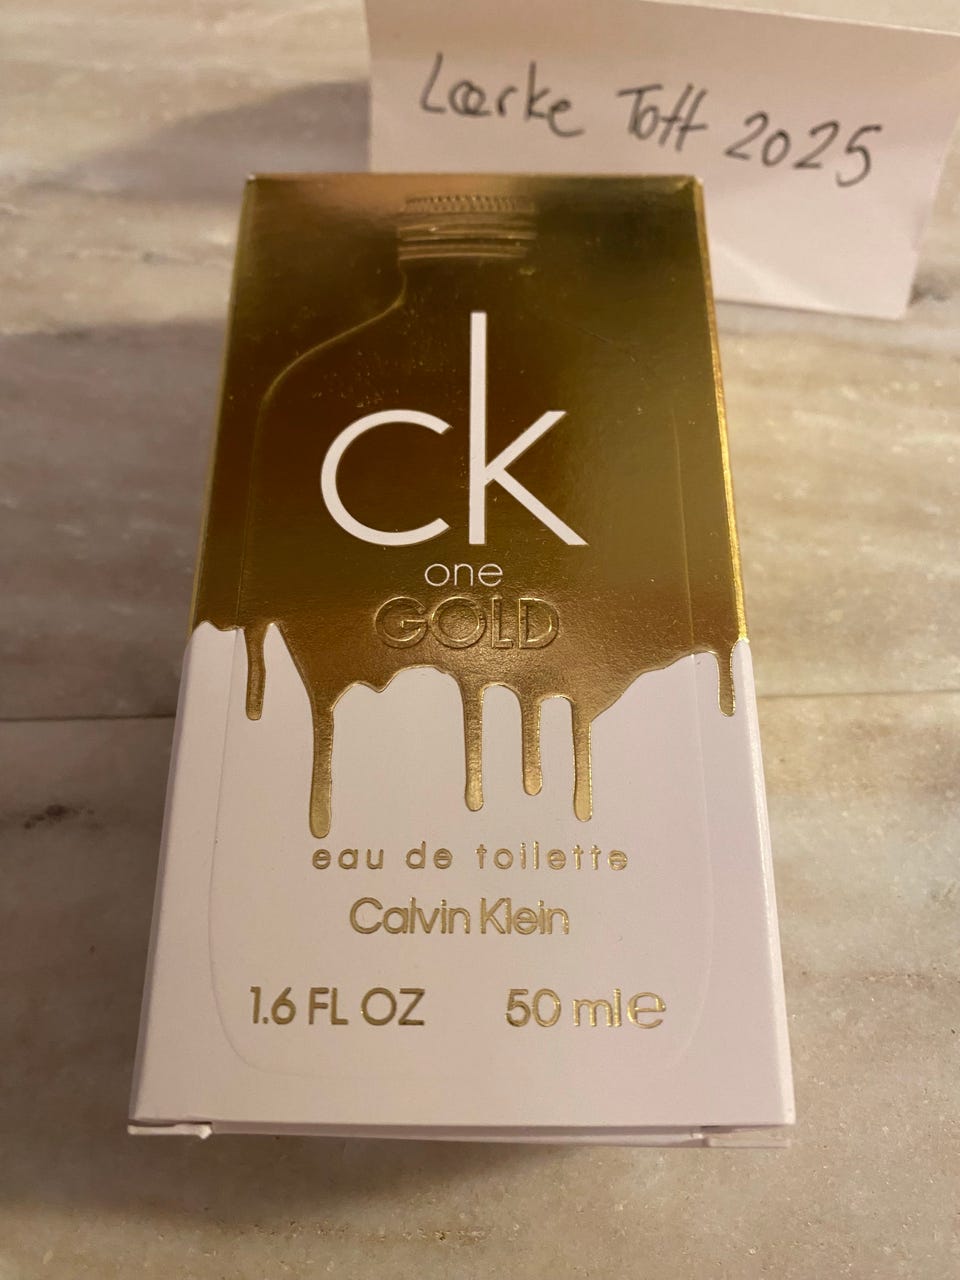 Lærke Toft 2025
ck
one
GOLD
eau de toilette
Calvin Klein
1.6 FL OZ 50 ml e